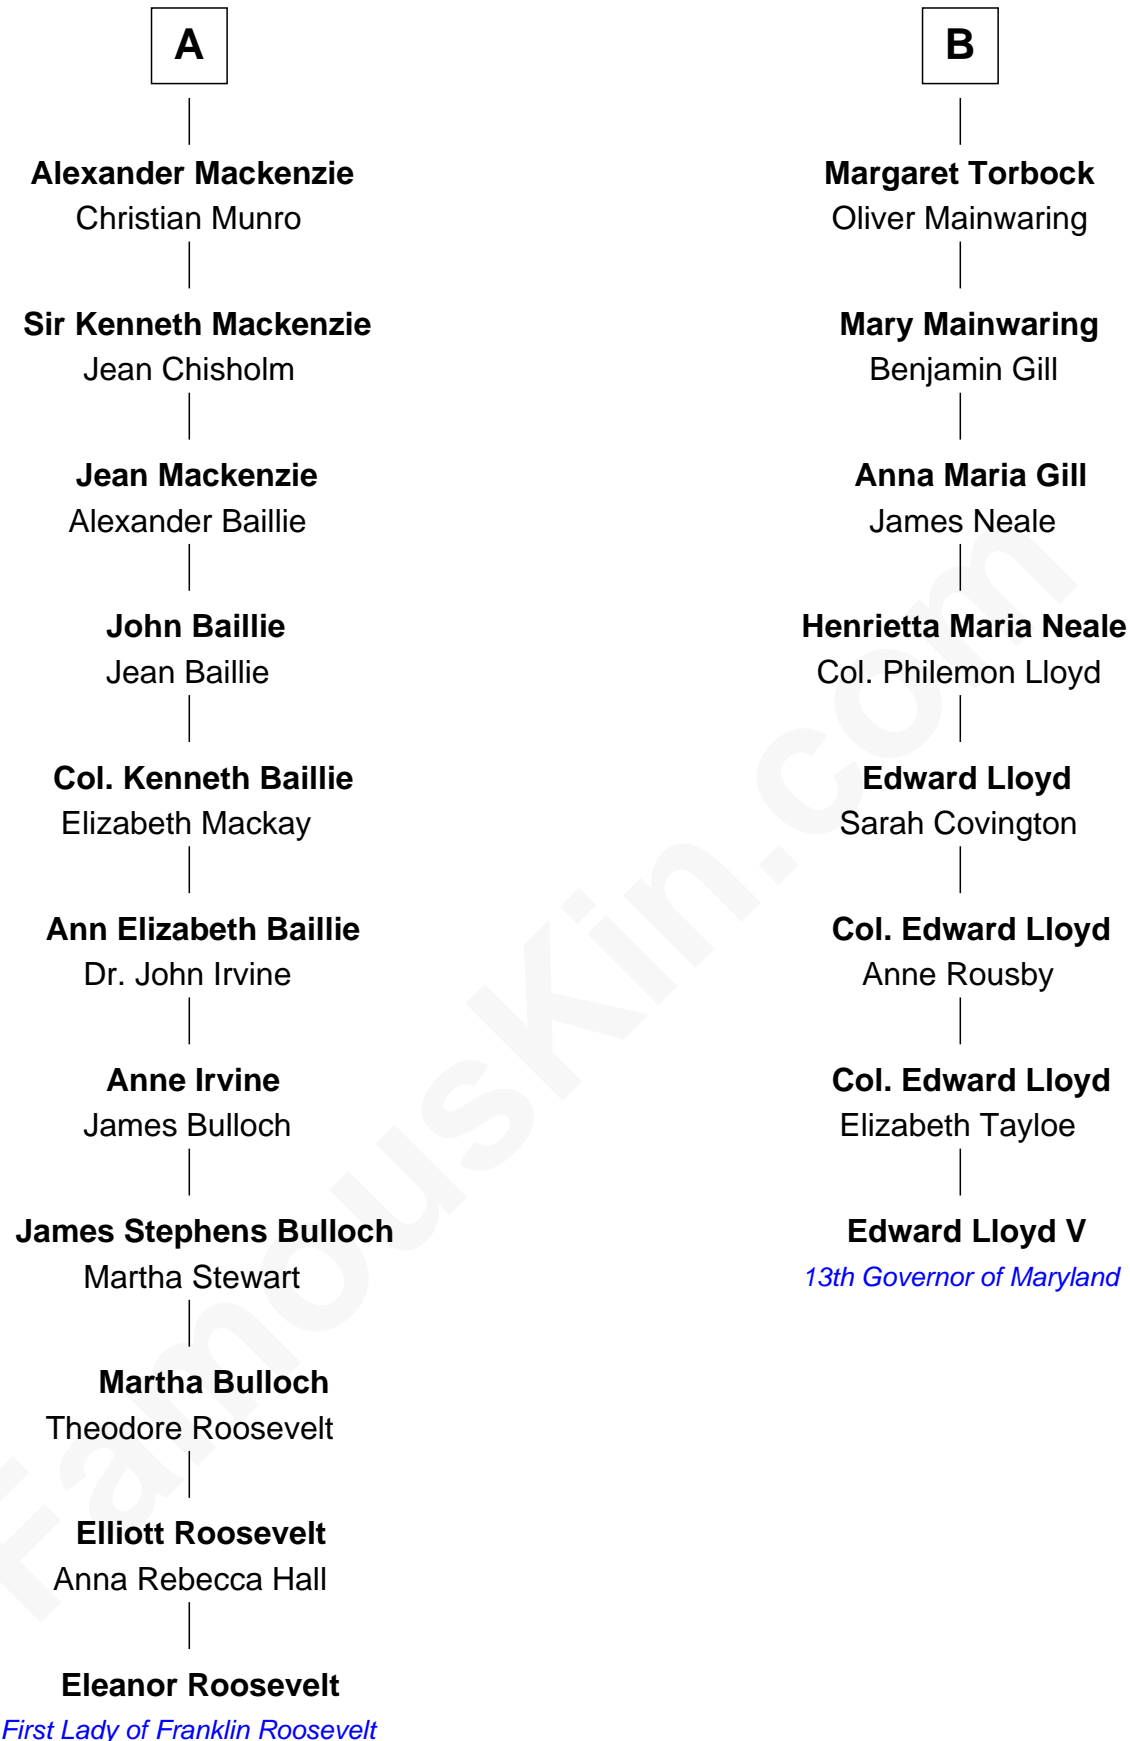 A
Alexander Mackenzie
Christian Munro
Sir Kenneth Mackenzie
Jean Chisholm
Jean Mackenzie
Alexander Baillie
John Baillie
Jean Baillie
Col. Kenneth Baillie
Elizabeth Mackay
Ann Elizabeth Baillie
Dr. John Irvine
Anne Irvine
James Bulloch
James Stephens Bulloch
Martha Stewart
Martha Bulloch
Theodore Roosevelt
Elliott Roosevelt
Anna Rebecca Hall
Eleanor Roosevelt
First Lady of Franklin Roosevelt
B
Margaret Torbock
Oliver Mainwaring
Mary Mainwaring
Benjamin Gill
Anna Maria Gill
James Neale
Henrietta Maria Neale
Col. Philemon Lloyd
Edward Lloyd
Sarah Covington
Col. Edward Lloyd
Anne Rousby
Col. Edward Lloyd
Elizabeth Tayloe
Edward Lloyd V
13th Governor of Maryland
FamousKin.com